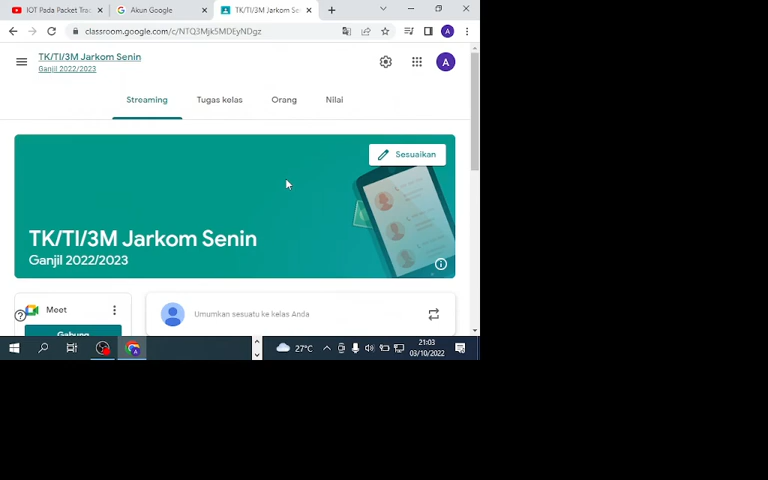 IOT Pada Packet Tra
Akun Google
TK/TI/3M Jarkom Se
classroom.google.com/c/NTQ3Mjk5MDEyNDgz
A
TK/TI/3M Jarkom Senin
Ganjil 2022/2023
A
Streaming
Tugas kelas
Orang
Nilai
Sesuaikan
TK/TI/3M Jarkom Senin
Ganjil 2022/2023
Meet
Umumkan sesuatu ke kelas Anda
Gabung
27°C
21:03
03/10/2022